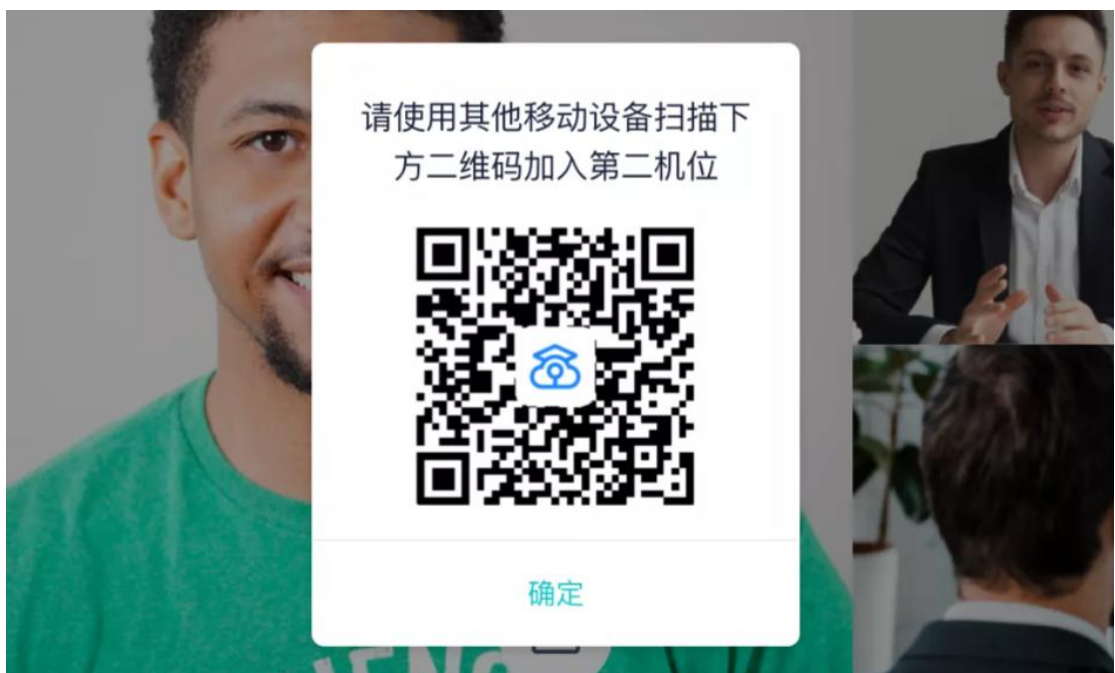 请使用其他移动设备扫描下
方二维码加入第二机位
确定